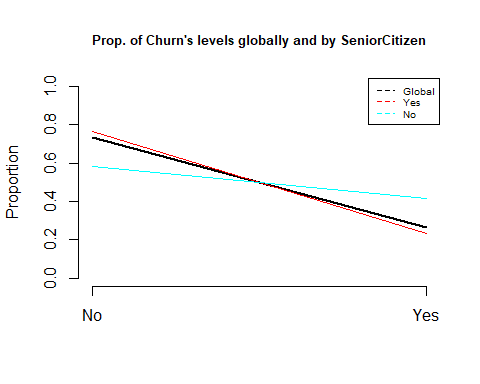 Prop. of Churn's levels globally and by SeniorCitizen
Global
Yes
No
Proportion
1.0
0.8
0.6
0.4
0.2
0.0
No
Yes